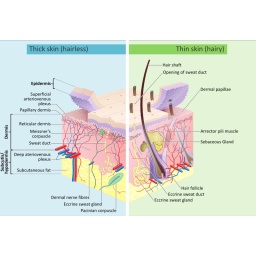 Thick skin (hairless)
Thin skin (hairy)
Epidermis
Superficial
arteriovenous
plexus
Papillary dermis
Reticular dermis
Meissner's
corpuscle
Sweat duct
Deep arteriovenous
plexus
Subcutaneous fat
Dermis
Subcutis/
hypodermis
Dermal nerve fibres
Eccrine sweat gland
Pacinian corpuscle
Hair shaft
Opening of sweat duct
Dermal papillae
Arrector pili muscle
Sebaceous Gland
Hair follicle
Eccrine sweat duct
Eccrine sweat gland